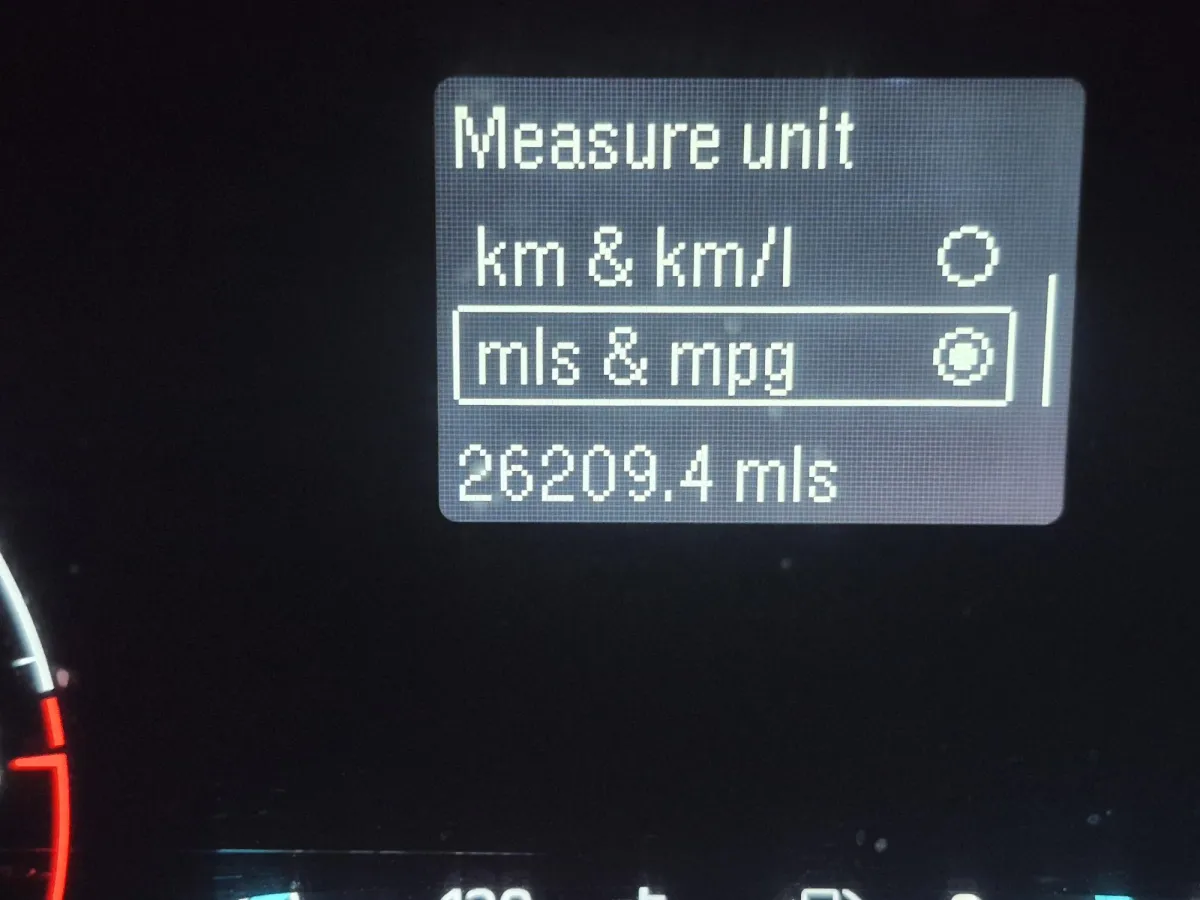 Measure unit
km & km/l
mls & mpg
26209.4 mls